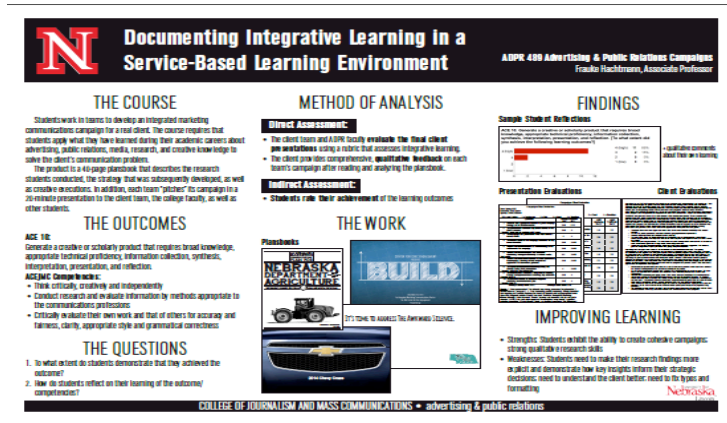 N
Documenting Integrative Learning in a
Service-Based Learning Environment
ADPR 489 Advertising & Public Relations Campaigns
Frauke Hachtmann, Associate Professor
THE COURSE
Students work in teams to develop an integrated marketing
communications campaign for a real client. The course requires that
students apply what they have learned during their academic careers about
advertising, public relations, media, research, and creative knowledge to
solve the client's communication problem.
The product is a 40-page plansbook that describes the research
students conducted, the strategy that was subsequently developed, as well
as creative executions. In addition, each team "pitches" its campaign in a
20-minute presentation to the client team, the college faculty, as well as
other students.
THE OUTCOMES
ACE 10:
Generate a creative or scholarly product that requires broad knowledge,
appropriate technical proficiency, information collection, synthesis,
interpretation, presentation, and reflection.
ACEJMC Competencies:
• Think critically, creatively and independently
• Conduct research and evaluate information by methods appropriate to
the communications professions
• Critically evaluate their own work and that of others for accuracy and
fairness, clarity, appropriate style and grammatical correctness
THE QUESTIONS
1. To what extent do students demonstrate that they achieved the
outcome?
2. How do students reflect on their learning of the outcome/
competencies?
METHOD OF ANALYSIS
Direct Assessment:
• The client team and ADPR faculty evaluate the final client
presentations using a rubric that assesses integrative learning.
• The client provides comprehensive, qualitative feedback on each
team's campaign after reading and analyzing the plansbook.
Indirect Assessment:
• Students rate their achievement of the learning outcomes
THE WORK
Plansbooks
NEBRASKA
DEPARTMENT OF
AGRICULTURE
BUILD
IT'S TIME TO ADDRESS THE AWKWARD SILENCE.
2014 Chevy Cruze
FINDINGS
Sample Student Reflections
ACE 10: Generate a creative or scholarly product that requires broad knowledge,
+ qualitative comments
about their own learning
Presentation Evaluations
Client Evaluations
IMPROVING LEARNING
• Strengths: Students exhibit the ability to create cohesive campaigns;
strong qualitative research skills
• Weaknesses: Students need to make their research findings more
explicit and demonstrate how key insights inform their strategic
decisions; need to understand the client better; need to fix typos and
formatting
Nebraska
COLLEGE OF JOURNALISM AND MASS COMMUNICATIONS • advertising & public relations